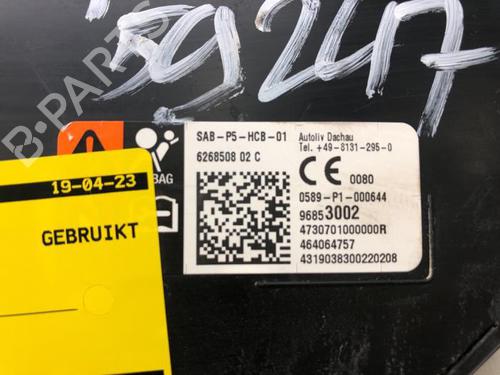 39247
B-PARTS
SAB-P5-HCB-01
6268508 02 C
Autoliv Dachau
Tel. +49-8131-295-0
CE 0080
0589-P1-000644
96853002
4730701000000R
464064757
4319038300220208
BAG
19-04-23
GEBRUIKT